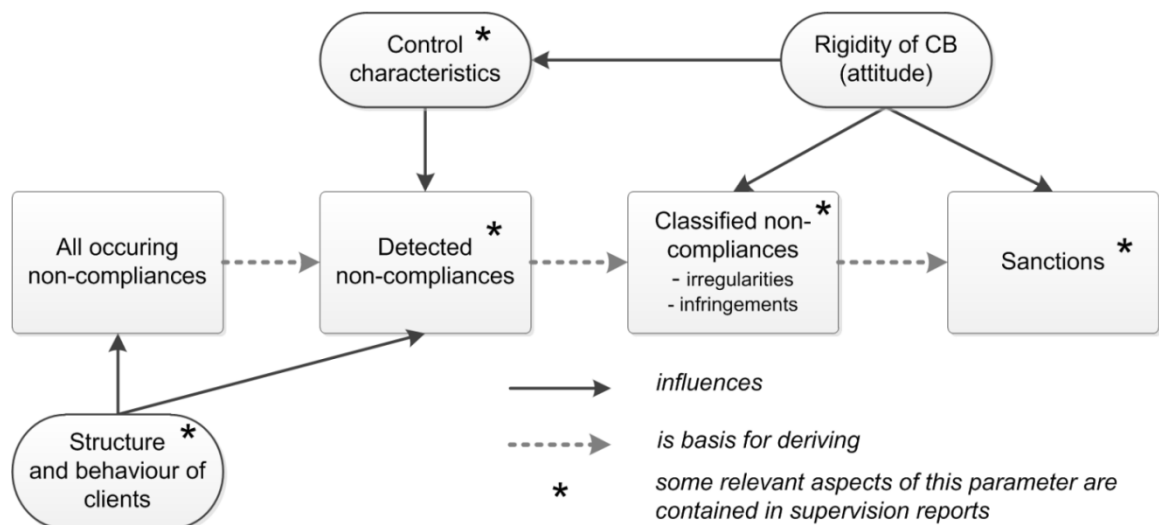 Control *
characteristics
Rigidity of CB
(attitude)
All occuring
non-compliances
Detected *
non-compliances
Classified non- *
compliances
- irregularities
- infringements
Sanctions *
Structure *
and behaviour of
clients
influences
is basis for deriving
* some relevant aspects of this parameter are
contained in supervision reports